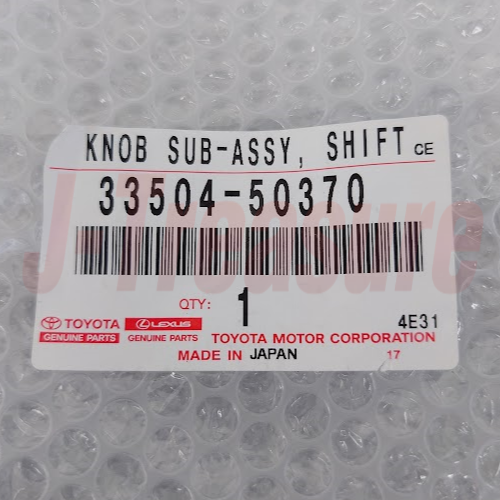 KNOB SUB-ASSY, SHIFT CE
33504-50370
QTY: 1
4E31
TOYOTA LEXUS
GENUINE PARTS GENUINE PARTS
TOYOTA MOTOR CORPORATION
MADE IN JAPAN 17
J-Treasure